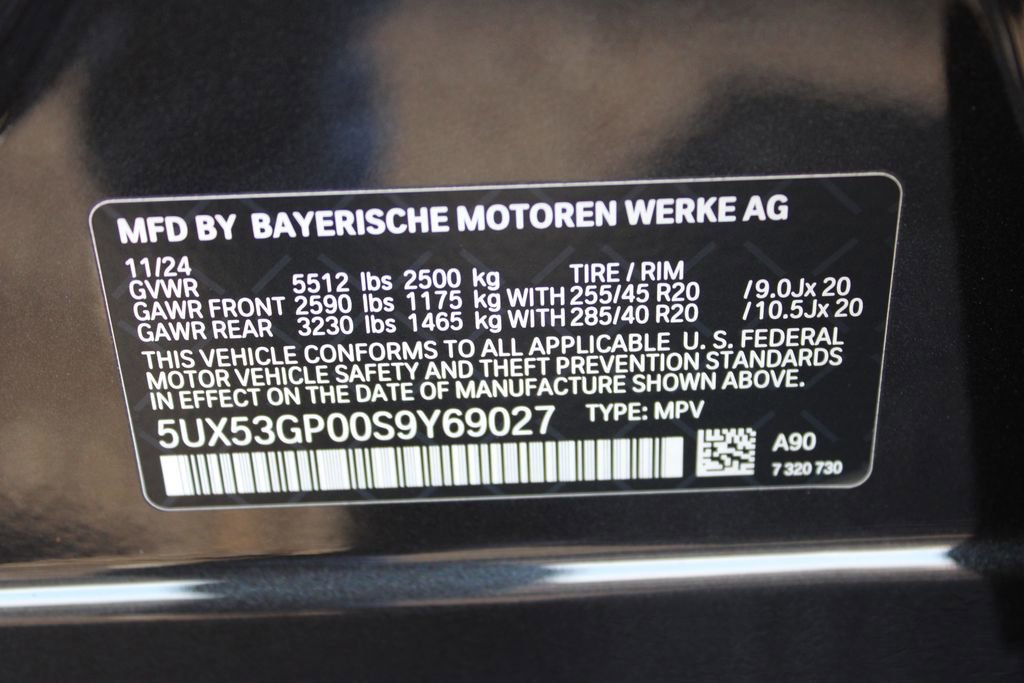 MFD BY BAYERISCHE MOTOREN WERKE AG
11/24 TIRE / RIM
GVWR 5512 lbs 2500 kg
GAWR FRONT 2590 lbs 1175 kg WITH 255/45 R20 /9.0Jx 20
GAWR REAR 3230 lbs 1465 kg WITH 285/40 R20 /10.5Jx 20
THIS VEHICLE CONFORMS TO ALL APPLICABLE U. S. FEDERAL
MOTOR VEHICLE SAFETY AND THEFT PREVENTION STANDARDS
IN EFFECT ON THE DATE OF MANUFACTURE SHOWN ABOVE.
5UX53GP00S9Y69027 TYPE: MPV
A90
7 320 730